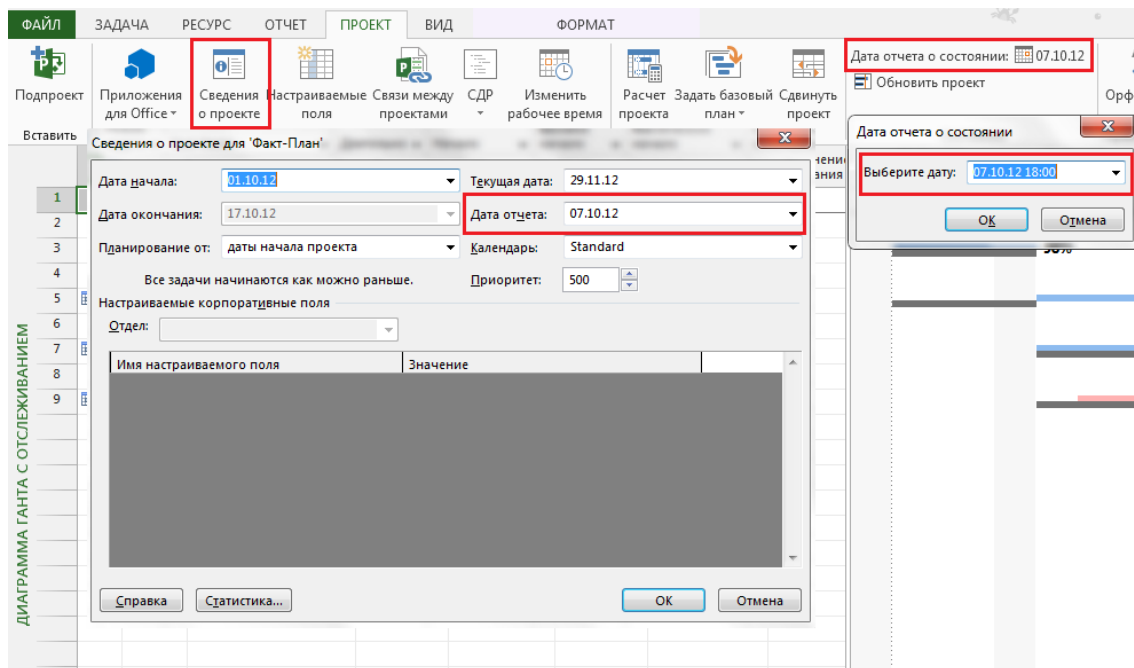 ФАЙЛ ЗАДАЧА РЕСУРС ОТЧЕТ ПРОЕКТ ВИД ФОРМАТ
Подпроект
Приложения для Office
Сведения о проекте
Настраиваемые поля
Связи между проектами
СДР
Изменить рабочее время
Расчет проекта
Задать базовый план
Сдвинуть проект
Дата отчета о состоянии: 07.10.12
Обновить проект
Орф
Вставить
Сведения о проекте для 'Факт-План'
Дата начала: 01.10.12
Текущая дата: 29.11.12
Дата окончания: 17.10.12
Дата отчета: 07.10.12
Планирование от: даты начала проекта
Календарь: Standard
Все задачи начинаются как можно раньше.
Приоритет: 500
Настраиваемые корпоративные поля
Отдел:
Имя настраиваемого поля Значение
Справка Статистика... ОК Отмена
Дата отчета о состоянии
Выберите дату: 07.10.12 18:00
ОК Отмена
1
2
3
4
5
6
7
8
9
ДИАГРАММА ГАНТА С ОТСЛЕЖИВАНИЕМ